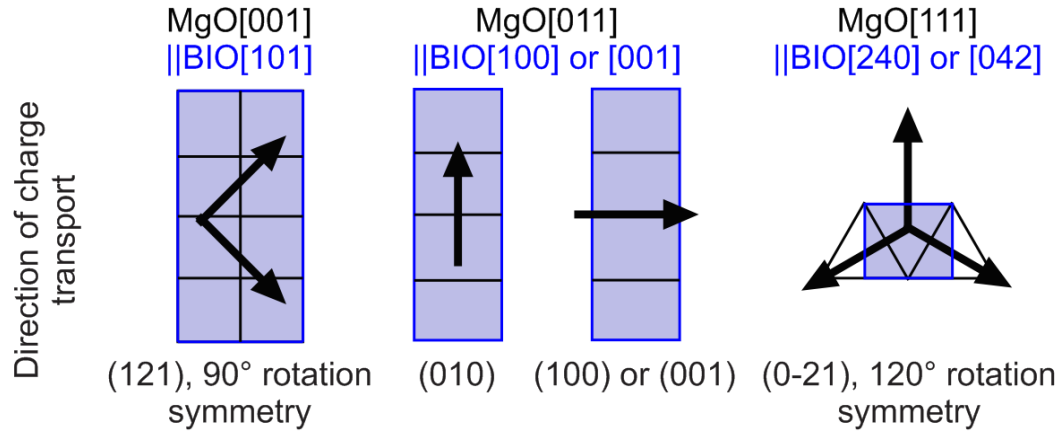 MgO[001]
||BIO[101]
MgO[011]
||BIO[100] or [001]
MgO[111]
||BIO[240] or [042]
Direction of charge
transport
(121), 90° rotation
symmetry
(010)
(100) or (001)
(0-21), 120° rotation
symmetry